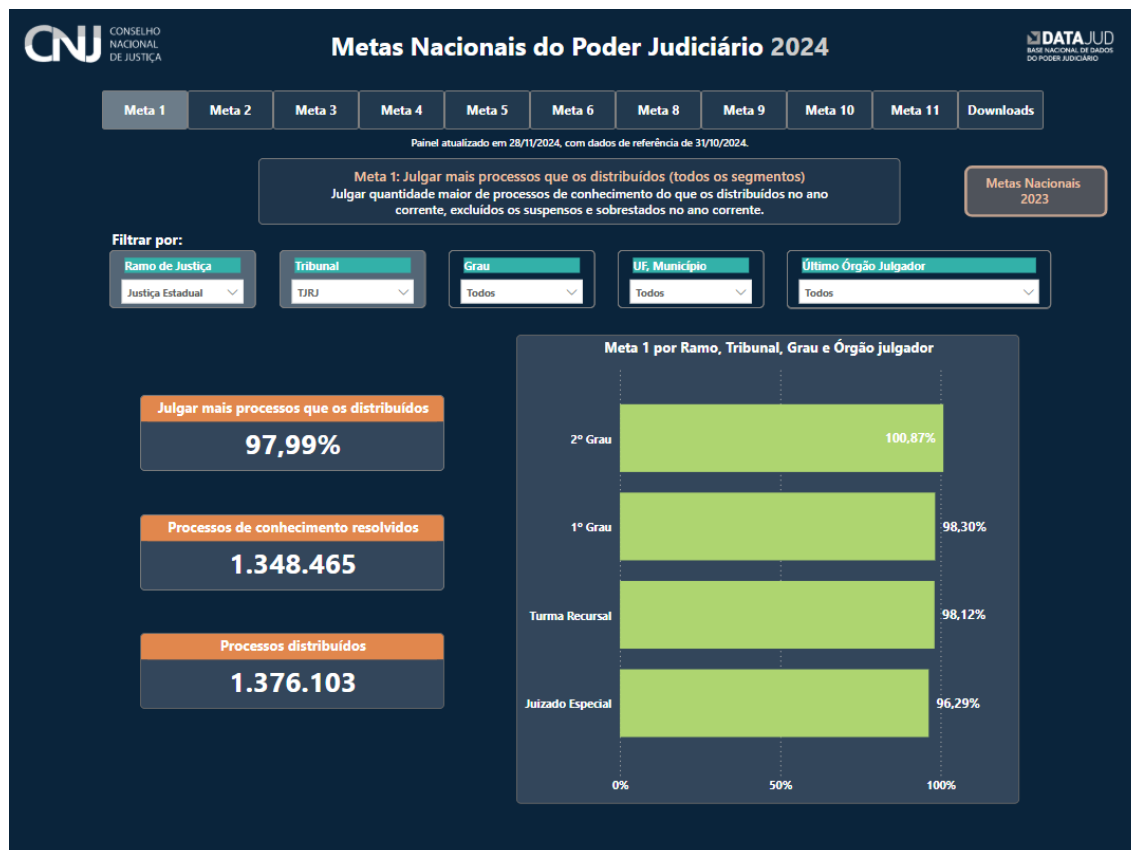 CNJ
CONSELHO
NACIONAL
DE JUSTIÇA
Metas Nacionais do Poder Judiciário 2024
DATAJUD
BASE NACIONAL DE DADOS
DO PODER JUDICIÁRIO
Meta 1 Meta 2 Meta 3 Meta 4 Meta 5 Meta 6 Meta 8 Meta 9 Meta 10 Meta 11 Downloads
Painel atualizado em 28/11/2024, com dados de referência de 31/10/2024.
Meta 1: Julgar mais processos que os distribuídos (todos os segmentos)
Julgar quantidade maior de processos de conhecimento do que os distribuídos no ano
corrente, excluídos os suspensos e sobrestados no ano corrente.
Metas Nacionais
2023
Filtrar por:
Ramo de Justiça
Justiça Estadual
Tribunal
TJRJ
Grau
Todos
UF, Município
Todos
Último Órgão Julgador
Todos
Julgar mais processos que os distribuídos
97,99%
Processos de conhecimento resolvidos
1.348.465
Processos distribuídos
1.376.103
Meta 1 por Ramo, Tribunal, Grau e Órgão julgador
2º Grau 100,87%
1º Grau 98,30%
Turma Recursal 98,12%
Juizado Especial 96,29%
0% 50% 100%